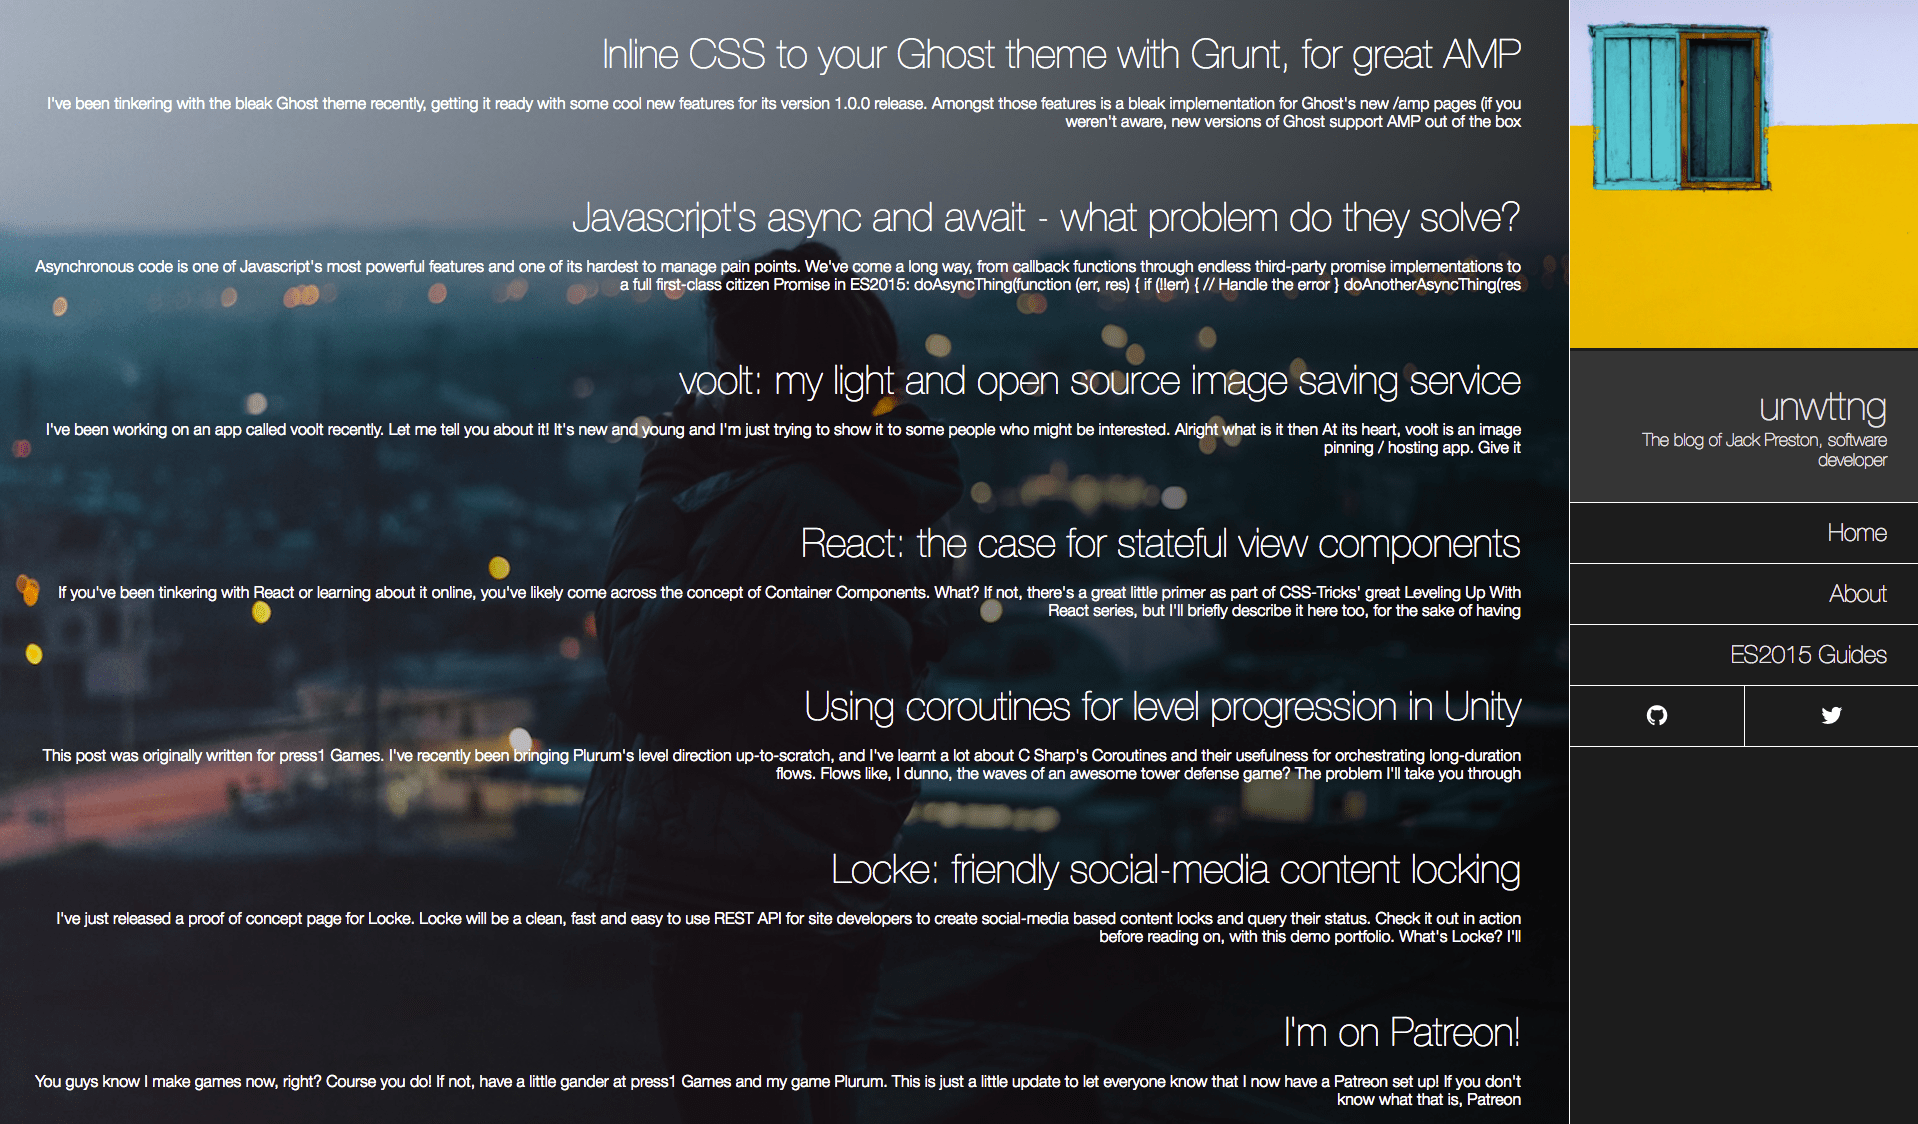 Inline CSS to your Ghost theme with Grunt, for great AMP
I've been tinkering with the bleak Ghost theme recently, getting it ready with some cool new features for its version 1.0.0 release. Amongst those features is a bleak implementation for Ghost's new /amp pages (if you
weren't aware, new versions of Ghost support AMP out of the box
Javascript's async and await - what problem do they solve?
Asynchronous code is one of Javascript's most powerful features and one of its hardest to manage pain points. We've come a long way, from callback functions through endless third-party promise implementations to
a full first-class citizen Promise in ES2015: doAsyncThing(function (err, res) { if (!!err) { // Handle the error } doAnotherAsyncThing(res
voolt: my light and open source image saving service
I've been working on an app called voolt recently. Let me tell you about it! It's new and young and I'm just trying to show it to some people who might be interested. Alright what is it then At its heart, voolt is an image
pinning / hosting app. Give it
React: the case for stateful view components
If you've been tinkering with React or learning about it online, you've likely come across the concept of Container Components. What? If not, there's a great little primer as part of CSS-Tricks' great Leveling Up With
React series, but I'll briefly describe it here too, for the sake of having
Using coroutines for level progression in Unity
This post was originally written for press1 Games. I've recently been bringing Plurum's level direction up-to-scratch, and I've learnt a lot about C Sharp's Coroutines and their usefulness for orchestrating long-duration
flows. Flows like, I dunno, the waves of an awesome tower defense game? The problem I'll take you through
Locke: friendly social-media content locking
I've just released a proof of concept page for Locke. Locke will be a clean, fast and easy to use REST API for site developers to create social-media based content locks and query their status. Check it out in action
before reading on, with this demo portfolio. What's Locke? I'll
I'm on Patreon!
You guys know I make games now, right? Course you do! If not, have a little gander at press1 Games and my game Plurum. This is just a little update to let everyone know that I now have a Patreon set up! If you don't
know what that is, Patreon
unwttng
The blog of Jack Preston, software
developer
Home
About
ES2015 Guides